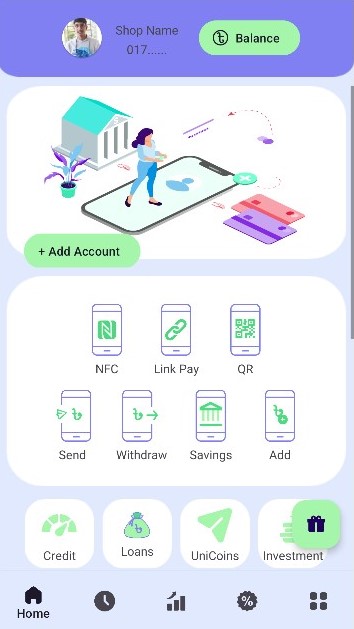 Shop Name
017......
৳ Balance
+ Add Account
NFC
Link Pay
QR
Send
Withdraw
Savings
Add
Credit
Loans
UniCoins
Investment
Home